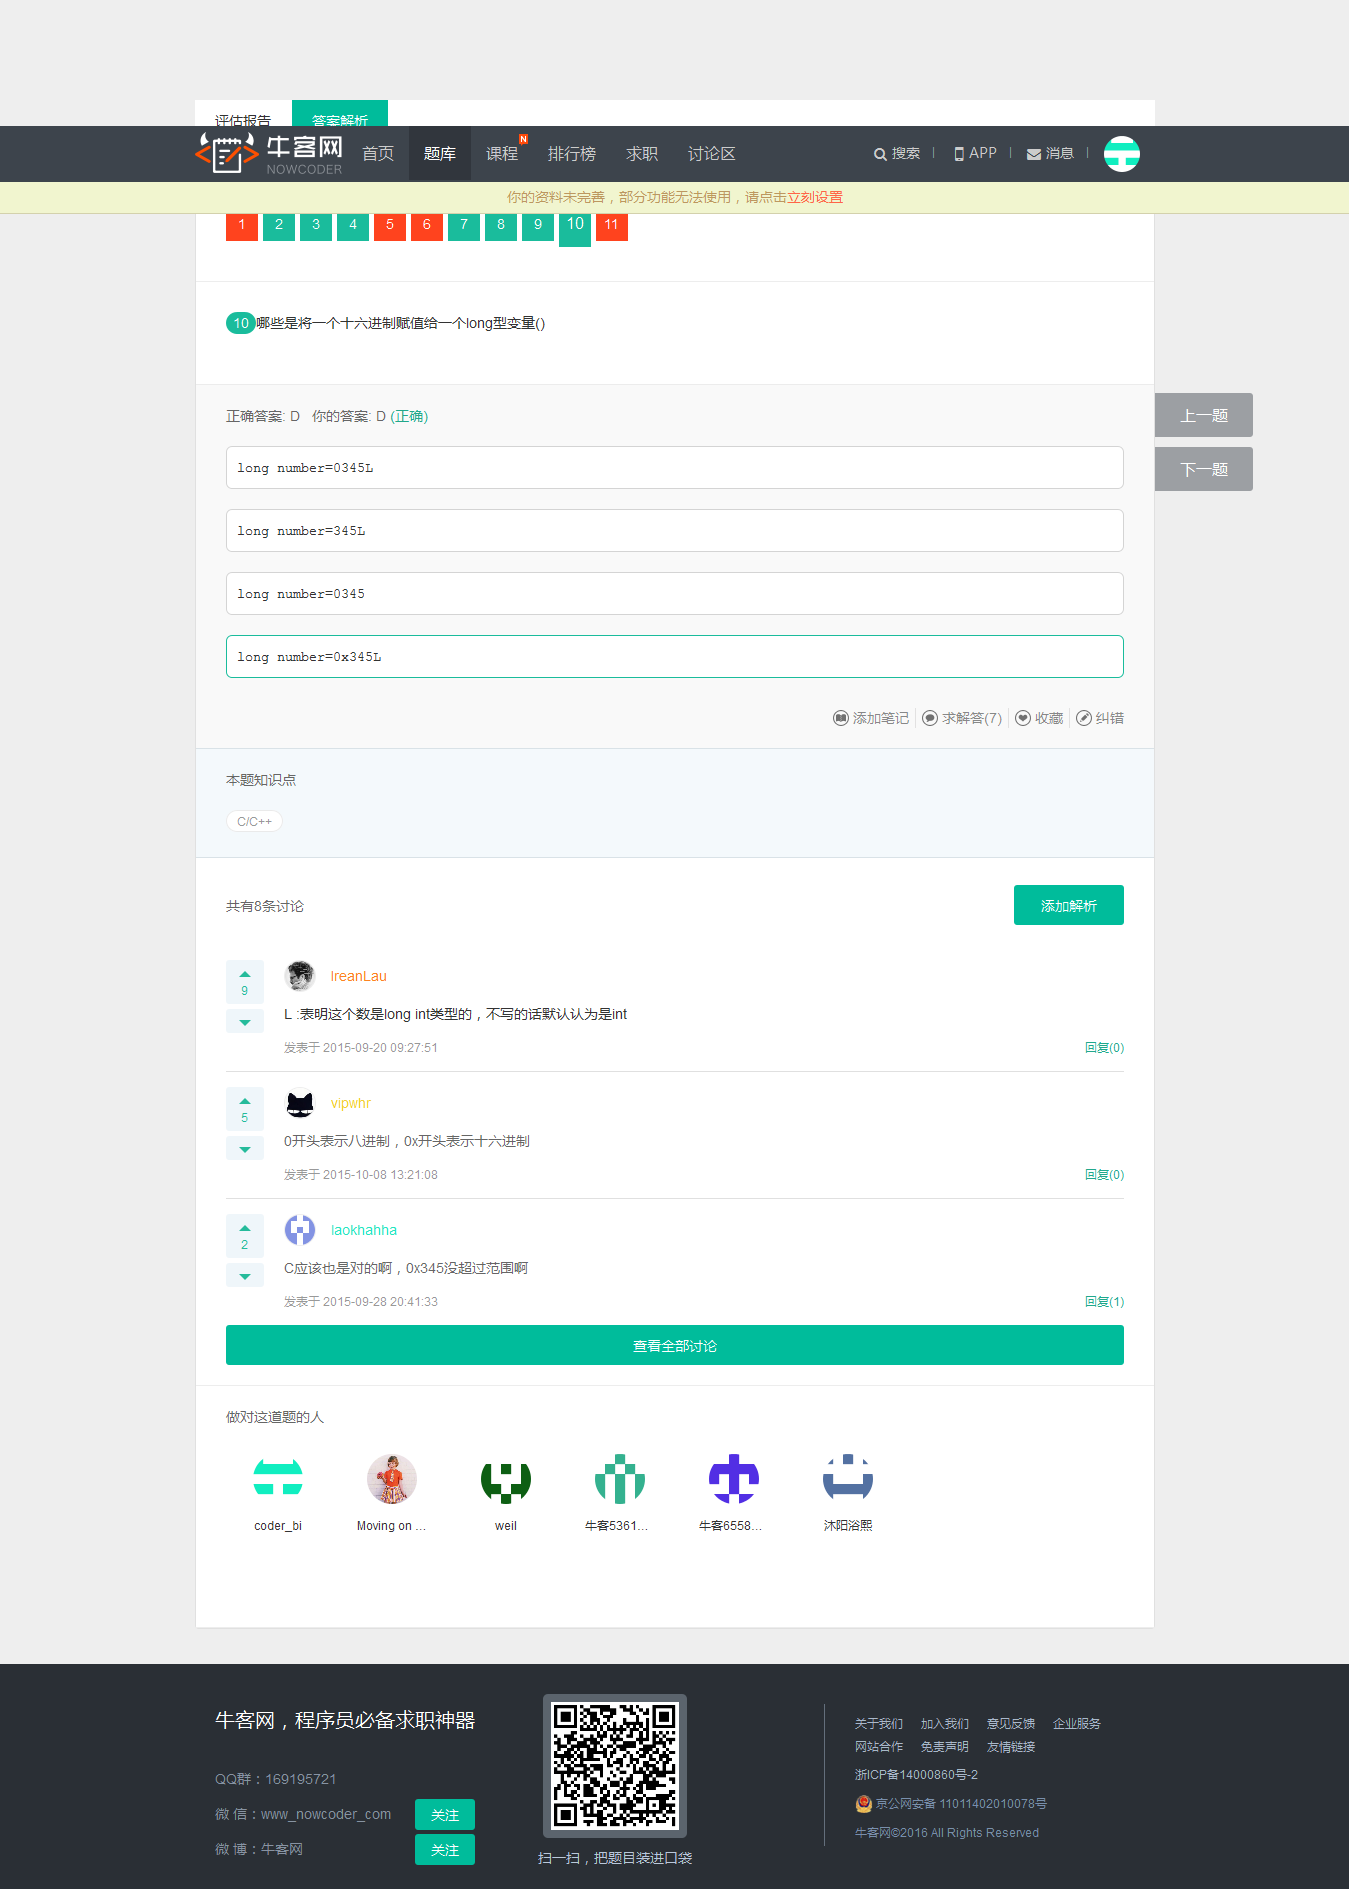 评估报告 答案解析
牛客网 NOWCODER 首页 题库 课程 N 排行榜 求职 讨论区 搜索 APP 消息
你的资料未完善，部分功能无法使用，请点击立刻设置
1 2 3 4 5 6 7 8 9 10 11
10 哪些是将一个十六进制赋值给一个long型变量()
正确答案: D 你的答案: D (正确)
上一题
long number=0345L
下一题
long number=345L
long number=0345
long number=0x345L
添加笔记 求解答(7) 收藏 纠错
本题知识点
C/C++
共有8条讨论 添加解析
9
IreanLau
L :表明这个数是long int类型的，不写的话默认认为是int
发表于 2015-09-20 09:27:51 回复(0)
5
vipwhr
0开头表示八进制，0x开头表示十六进制
发表于 2015-10-08 13:21:08 回复(0)
2
laokhahha
C应该也是对的啊，0x345没超过范围啊
发表于 2015-09-28 20:41:33 回复(1)
查看全部讨论
做对这道题的人
coder_bi Moving on ... weil 牛客5361... 牛客6558... 沐阳浴熙
牛客网，程序员必备求职神器
QQ群：169195721
微 信：www_nowcoder_com 关注
微 博：牛客网 关注
扫一扫，把题目装进口袋
关于我们 加入我们 意见反馈 企业服务
网站合作 免责声明 友情链接
浙ICP备14000860号-2
京公网安备 11011402010078号
牛客网©2016 All Rights Reserved